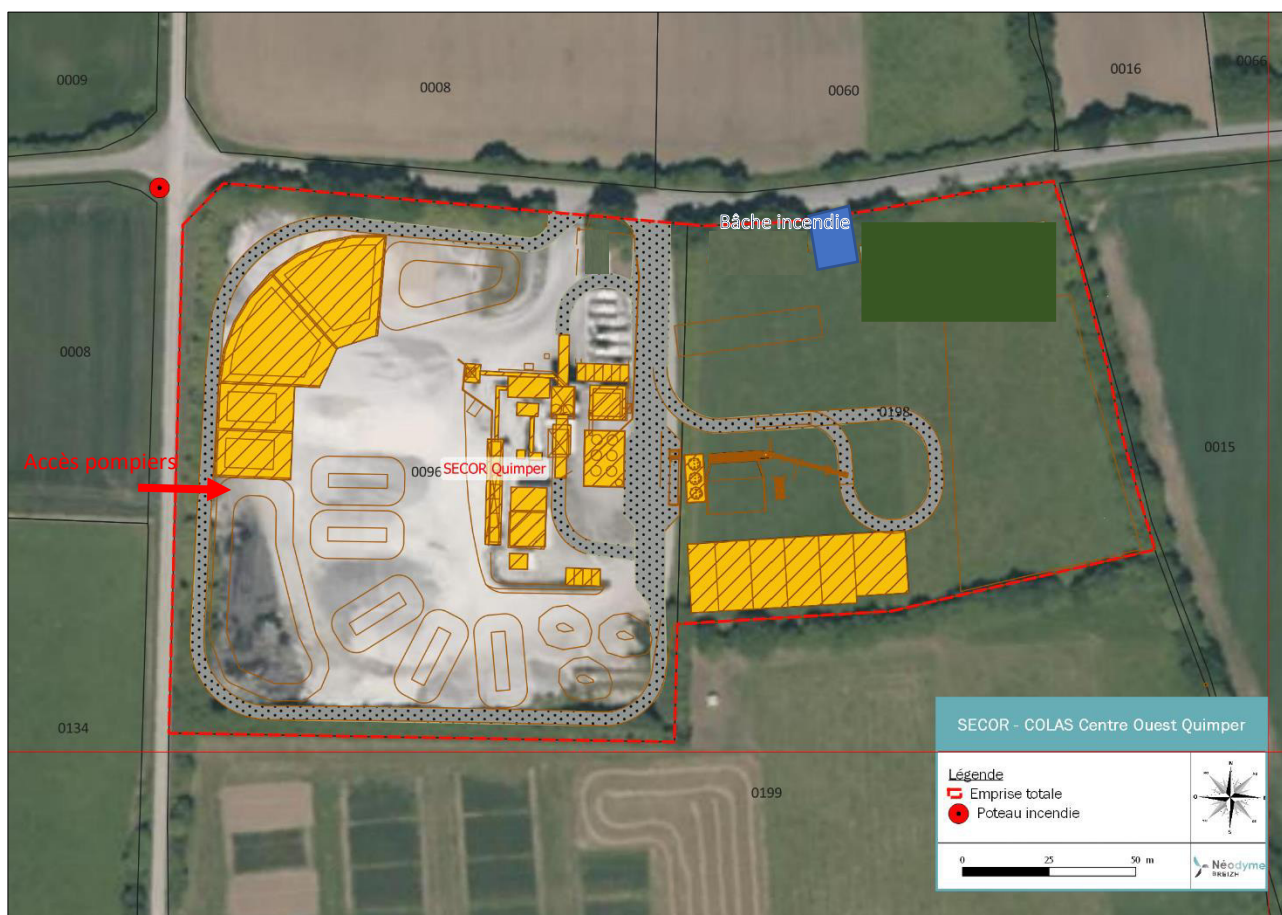 0009
0008
0060
0016
0066
Bâche incendie
0008
0198
0015
Accès pompiers
0096
SECOR Quimper
0134
0199
SECOR - COLAS Centre Ouest Quimper
Légende
Emprise totale
Poteau incendie
N
O
E
S
0 25 50 m
Néodyme
BREIZH